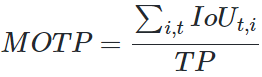 MOTP = \frac{\sum_{i,t} IoU_{t,i}}{TP}